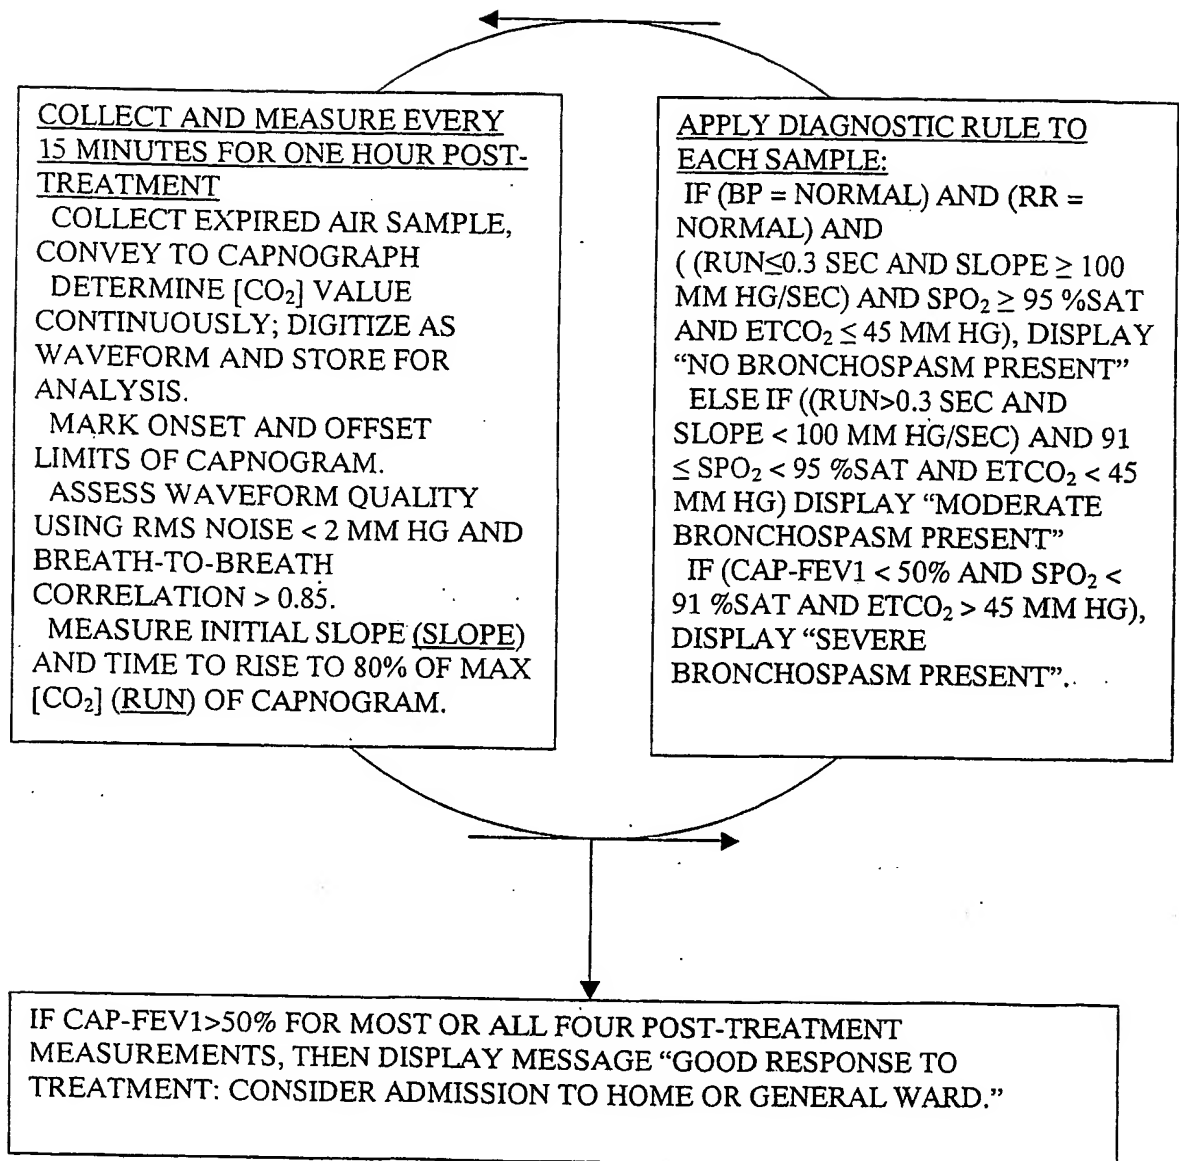 COLLECT AND MEASURE EVERY
15 MINUTES FOR ONE HOUR POST-
TREATMENT
COLLECT EXPIRED AIR SAMPLE,
CONVEY TO CAPNOGRAPH
DETERMINE [CO₂] VALUE
CONTINUOUSLY; DIGITIZE AS
WAVEFORM AND STORE FOR
ANALYSIS.
MARK ONSET AND OFFSET
LIMITS OF CAPNOGRAM.
ASSESS WAVEFORM QUALITY
USING RMS NOISE < 2 MM HG AND
BREATH-TO-BREATH
CORRELATION > 0.85.
MEASURE INITIAL SLOPE (SLOPE)
AND TIME TO RISE TO 80% OF MAX
[CO₂] (RUN) OF CAPNOGRAM.
APPLY DIAGNOSTIC RULE TO
EACH SAMPLE:
IF (BP = NORMAL) AND (RR =
NORMAL) AND
( (RUN≤0.3 SEC AND SLOPE ≥ 100
MM HG/SEC) AND SPO₂ ≥ 95 %SAT
AND ETCO₂ ≤ 45 MM HG), DISPLAY
“NO BRONCHOSPASM PRESENT”
ELSE IF ((RUN>0.3 SEC AND
SLOPE < 100 MM HG/SEC) AND 91
≤ SPO₂ < 95 %SAT AND ETCO₂ < 45
MM HG) DISPLAY “MODERATE
BRONCHOSPASM PRESENT”
IF (CAP-FEV1 < 50% AND SPO₂ <
91 %SAT AND ETCO₂ > 45 MM HG),
DISPLAY “SEVERE
BRONCHOSPASM PRESENT”.
IF CAP-FEV1>50% FOR MOST OR ALL FOUR POST-TREATMENT
MEASUREMENTS, THEN DISPLAY MESSAGE “GOOD RESPONSE TO
TREATMENT: CONSIDER ADMISSION TO HOME OR GENERAL WARD.”